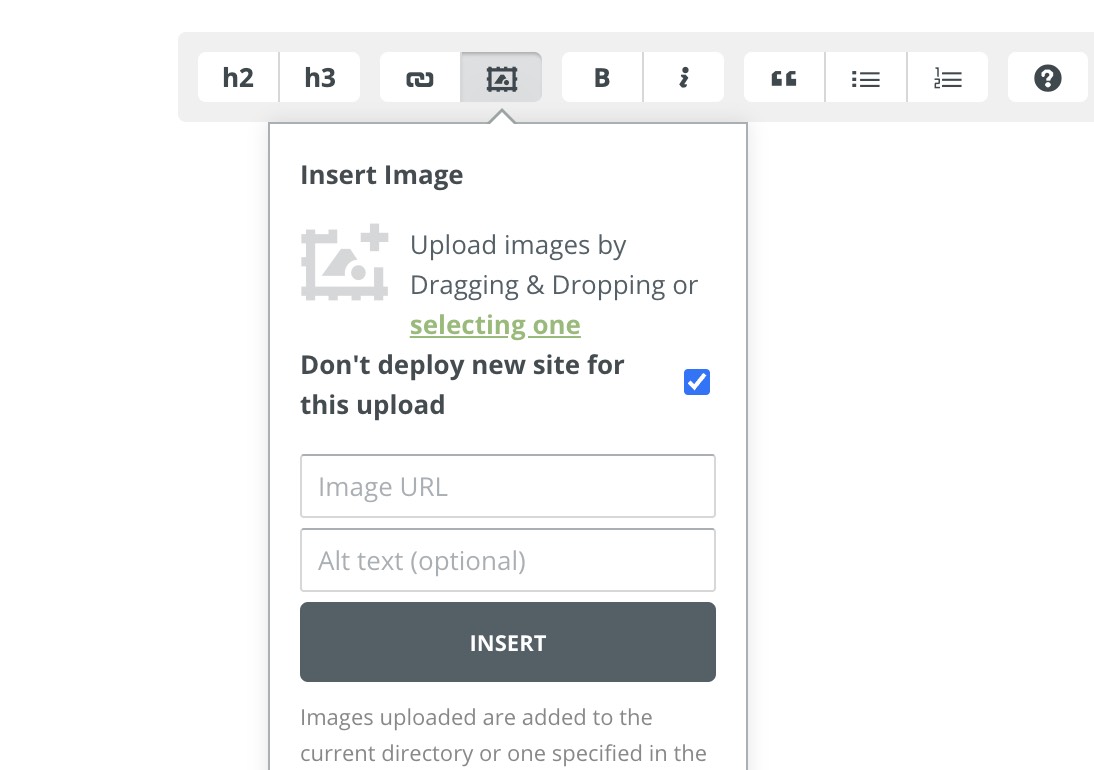 h2 h3 B i
Insert Image
Upload images by
Dragging & Dropping or
selecting one
Don't deploy new site for
this upload
Image URL
Alt text (optional)
INSERT
Images uploaded are added to the
current directory or one specified in the